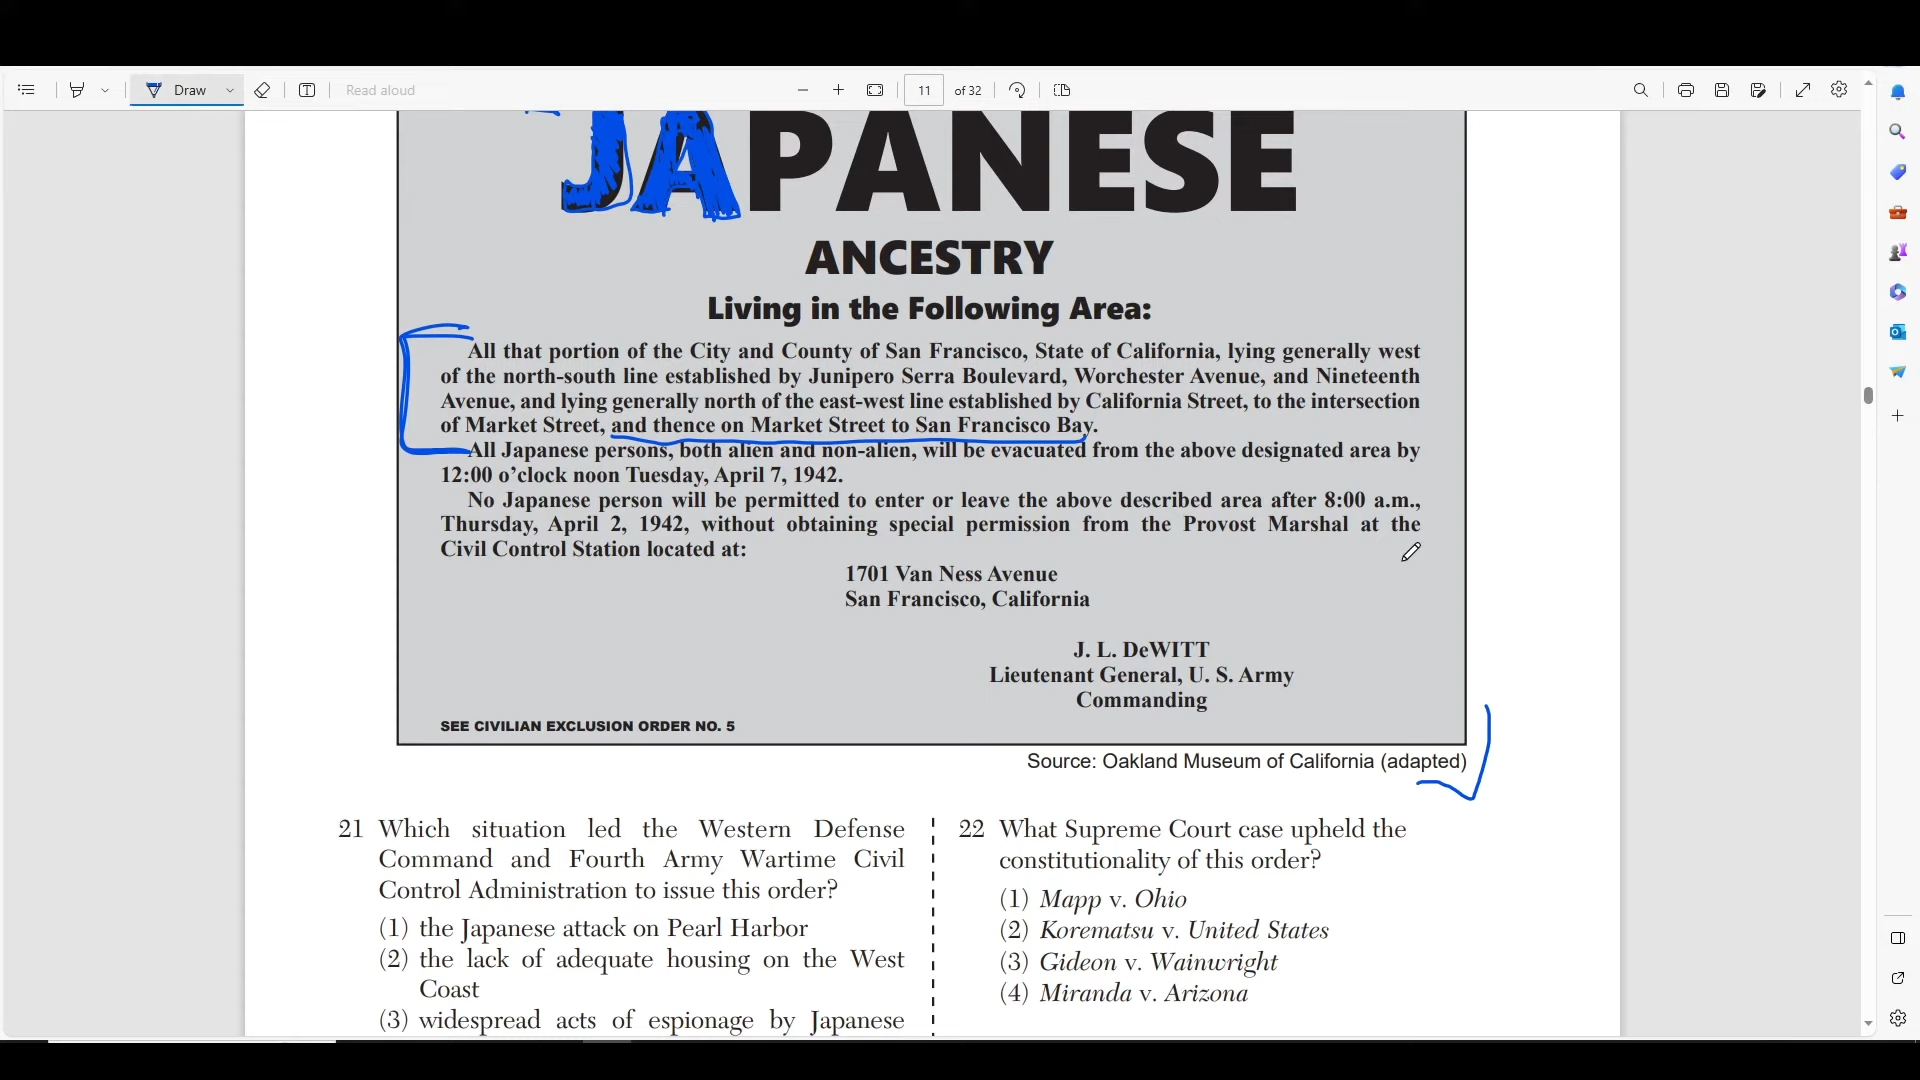 Draw
Read aloud
11 of 32
JAPANESE
ANCESTRY
Living in the Following Area:
All that portion of the City and County of San Francisco, State of California, lying generally west
of the north-south line established by Junipero Serra Boulevard, Worchester Avenue, and Nineteenth
Avenue, and lying generally north of the east-west line established by California Street, to the intersection
of Market Street, and thence on Market Street to San Francisco Bay.
All Japanese persons, both alien and non-alien, will be evacuated from the above designated area by
12:00 o’clock noon Tuesday, April 7, 1942.
No Japanese person will be permitted to enter or leave the above described area after 8:00 a.m.,
Thursday, April 2, 1942, without obtaining special permission from the Provost Marshal at the
Civil Control Station located at:
1701 Van Ness Avenue
San Francisco, California
J. L. DeWITT
Lieutenant General, U. S. Army
Commanding
SEE CIVILIAN EXCLUSION ORDER NO. 5
Source: Oakland Museum of California (adapted)
21 Which situation led the Western Defense
Command and Fourth Army Wartime Civil
Control Administration to issue this order?
(1) the Japanese attack on Pearl Harbor
(2) the lack of adequate housing on the West
Coast
(3) widespread acts of espionage by Japanese
22 What Supreme Court case upheld the
constitutionality of this order?
(1) Mapp v. Ohio
(2) Korematsu v. United States
(3) Gideon v. Wainwright
(4) Miranda v. Arizona